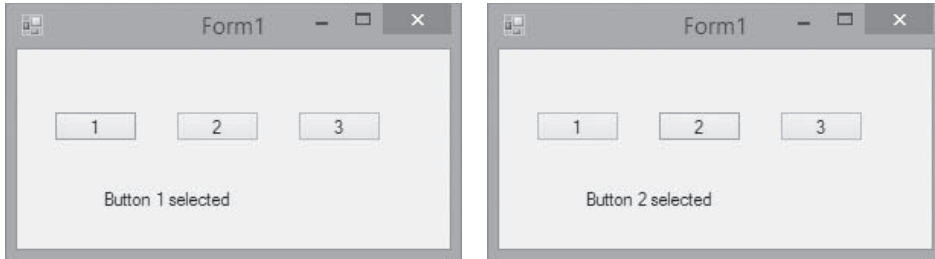 Form1
1 2 3
Button 1 selected
Form1
1 2 3
Button 2 selected